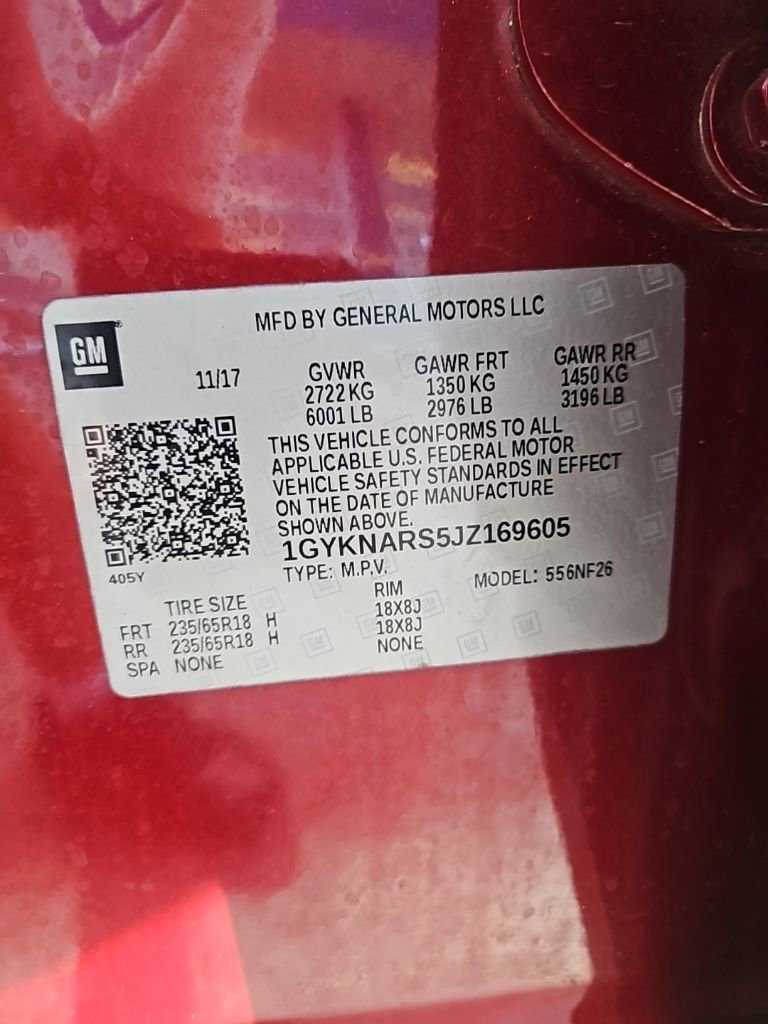 MFD BY GENERAL MOTORS LLC
GM
11/17
GVWR GAWR FRT GAWR RR
2722 KG 1350 KG 1450 KG
6001 LB 2976 LB 3196 LB
THIS VEHICLE CONFORMS TO ALL
APPLICABLE U.S. FEDERAL MOTOR
VEHICLE SAFETY STANDARDS IN EFFECT
ON THE DATE OF MANUFACTURE
SHOWN ABOVE.
1GYKNARS5JZ169605
405Y
TYPE: M.P.V. MODEL: 556NF26
TIRE SIZE RIM
FRT 235/65R18 H 18X8J
RR 235/65R18 H 18X8J
SPA NONE NONE